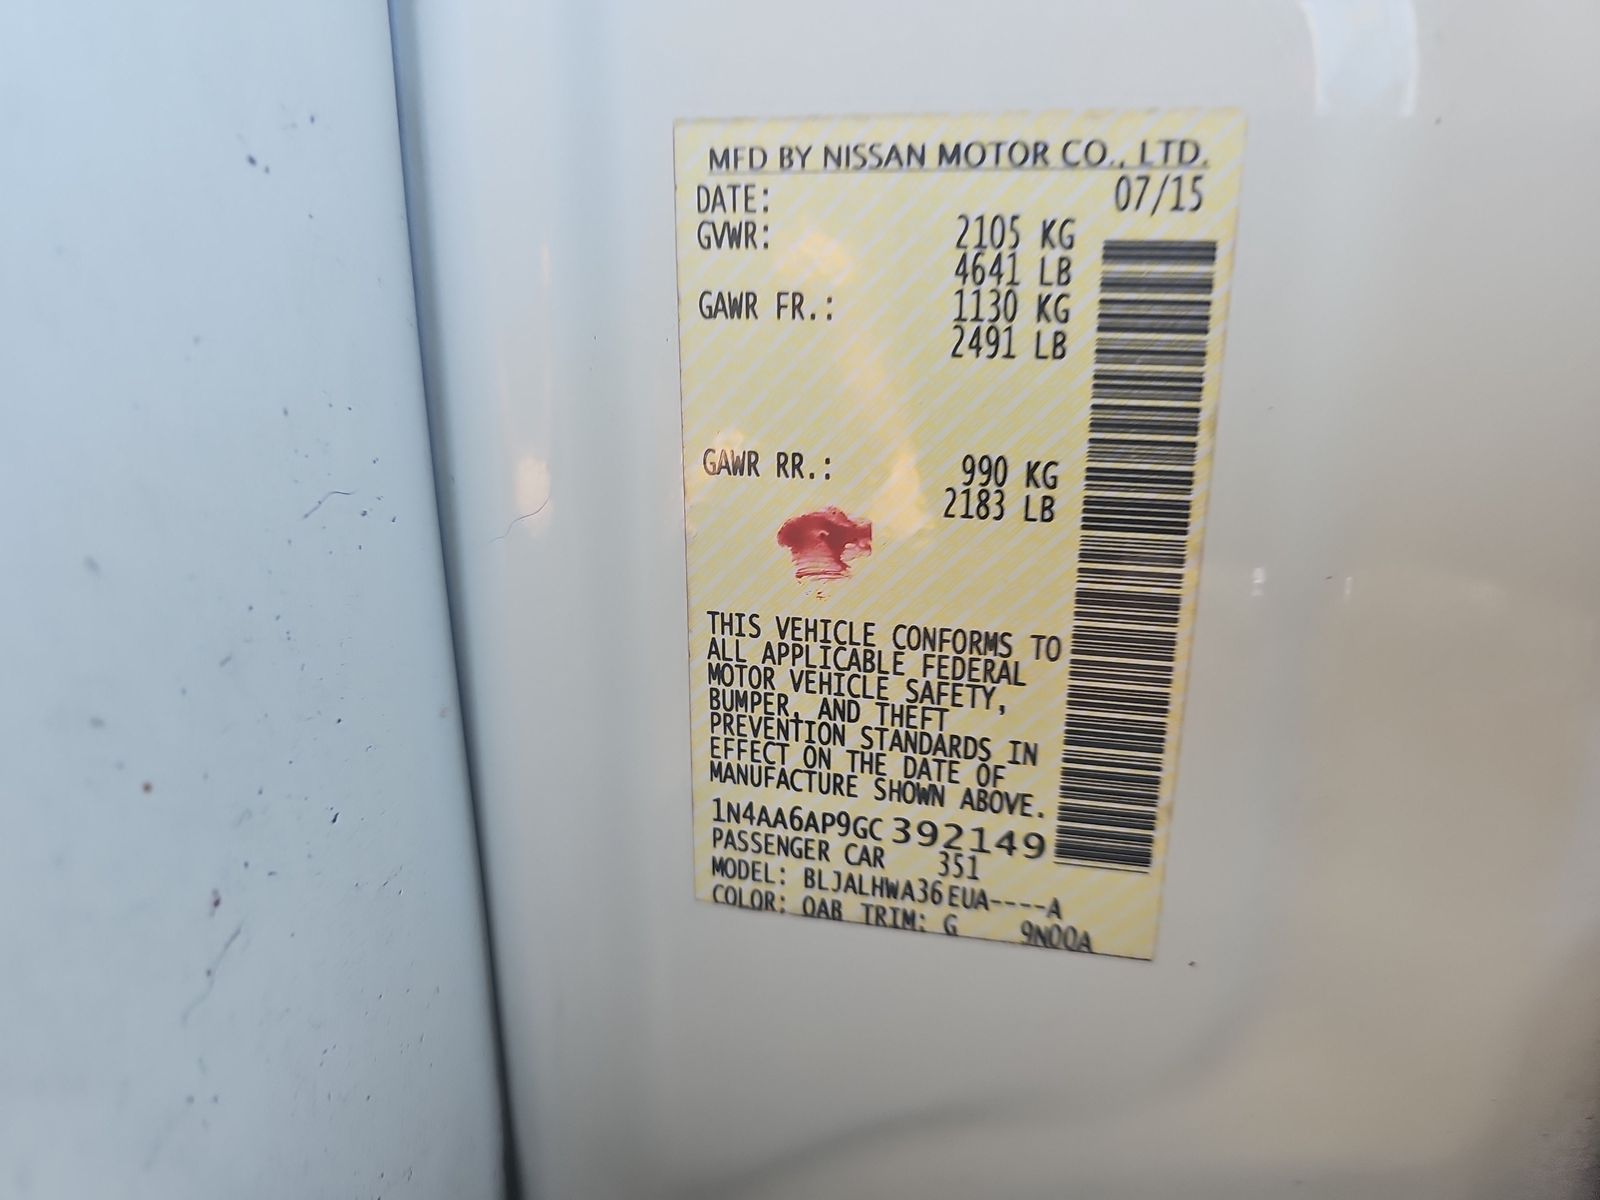 MFD BY NISSAN MOTOR CO., LTD.
DATE: 07/15
GVWR: 2105 KG
4641 LB
GAWR FR.: 1130 KG
2491 LB
GAWR RR.: 990 KG
2183 LB
THIS VEHICLE CONFORMS TO
ALL APPLICABLE FEDERAL
MOTOR VEHICLE SAFETY,
BUMPER, AND THEFT
PREVENTION STANDARDS IN
EFFECT ON THE DATE OF
MANUFACTURE SHOWN ABOVE.
1N4AA6AP9GC392149
PASSENGER CAR 351
MODEL: BLJALHWA36EUA----A
COLOR: QAB TRIM: G 9N00A